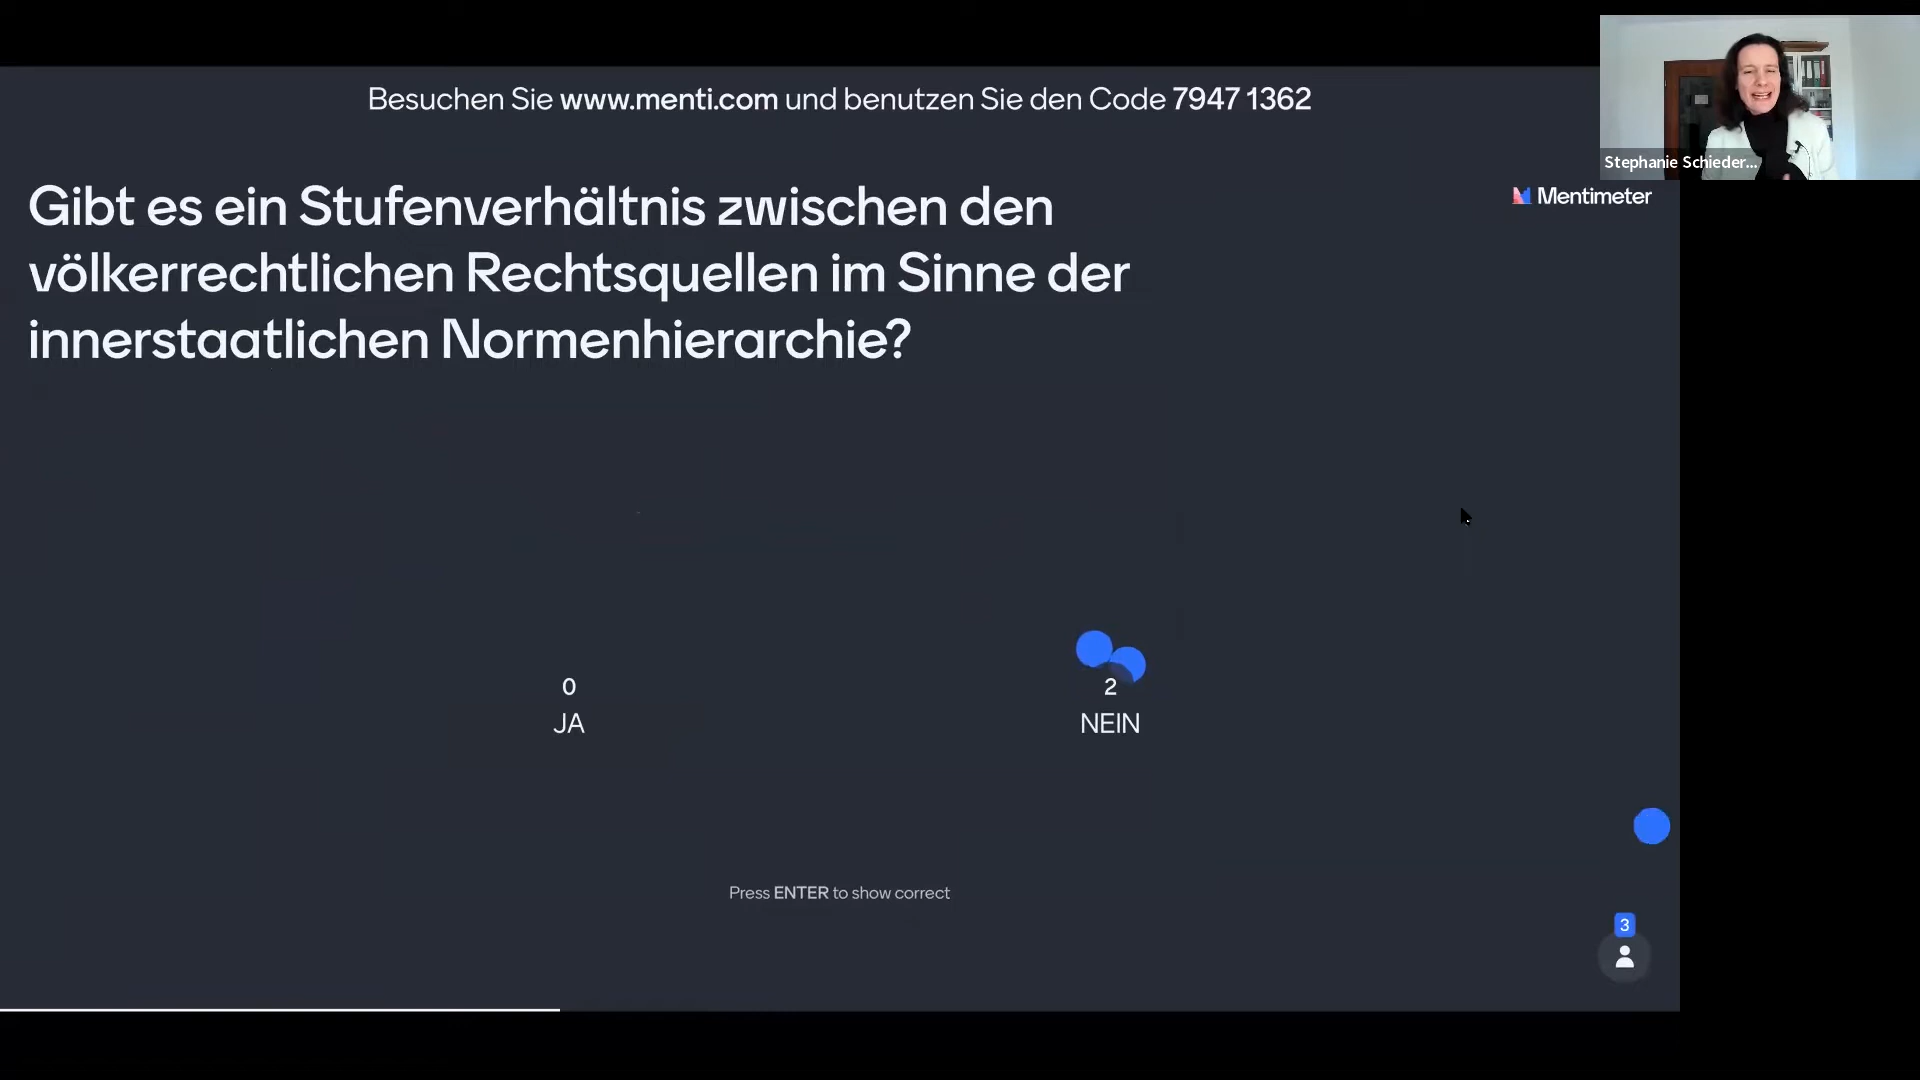 Besuchen Sie www.menti.com und benutzen Sie den Code 7947 1362
Stephanie Schieder...
Mentimeter
Gibt es ein Stufenverhältnis zwischen den
völkerrechtlichen Rechtsquellen im Sinne der
innerstaatlichen Normenhierarchie?
0
JA
2
NEIN
Press ENTER to show correct
3